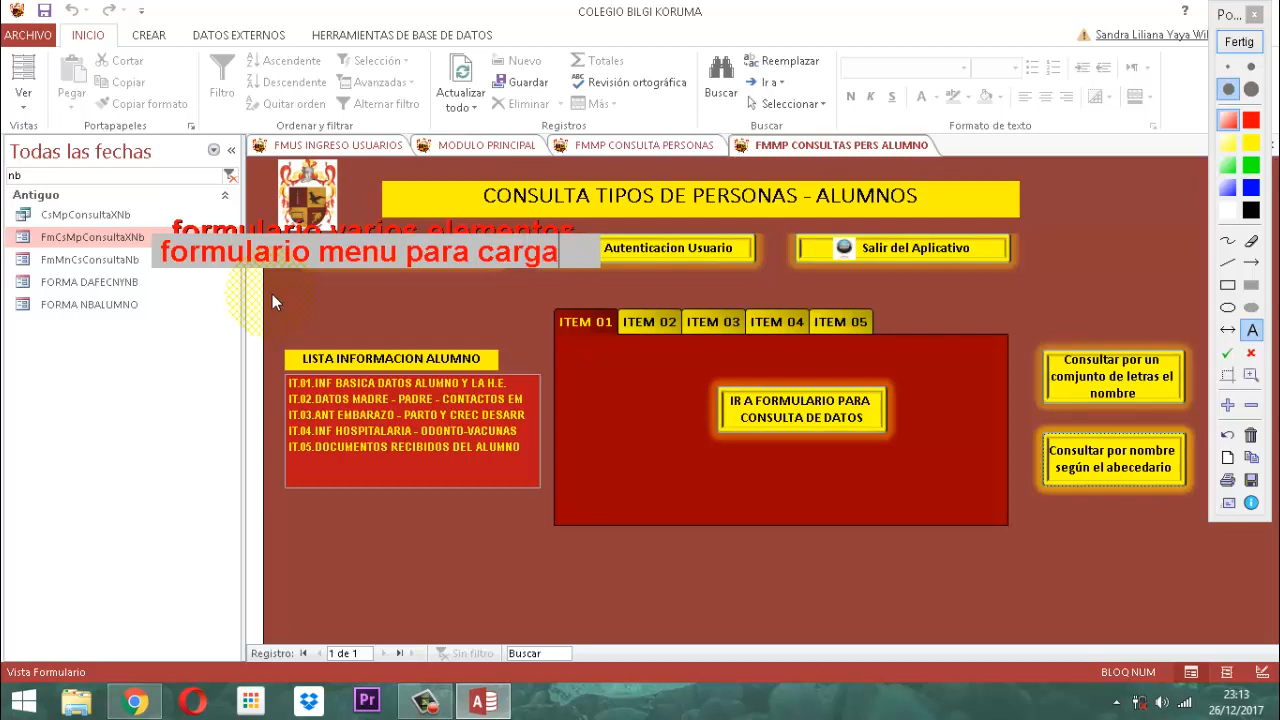 COLEGIO BILGI KORUMA
?
Po...
ARCHIVO
INICIO
CREAR
DATOS EXTERNOS
HERRAMIENTAS DE BASE DE DATOS
Sandra Liliana Yaya Wil
Fertig
Ver
Vistas
Pegar
Cortar
Copiar
Copiar formato
Portapapeles
Filtro
Ascendente
Descendente
Quitar orden
Selección
Avanzadas
Alternar filtro
Ordenar y filtrar
Actualizar todo
Nuevo
Guardar
Eliminar
Totales
Revisión ortográfica
Más
Registros
Buscar
Reemplazar
Ir a
Seleccionar
Buscar
N K S
A
Formato de texto
Todas las fechas
nb
Antiguo
CsMpConsultaXNb
FmCsMpConsultaXNb
FmMnConsultaNb
FORMA DAFECNYNB
FORMA NBALUMNO
FMUS INGRESO USUARIOS
MODULO PRINCIPAL
FMMP CONSULTA PERSONAS
FMMP CONSULTAS PERS ALUMNO
CONSULTA TIPOS DE PERSONAS - ALUMNOS
formulario varios elementos
formulario menu para carga
Autenticacion Usuario
Salir del Aplicativo
ITEM 01
ITEM 02
ITEM 03
ITEM 04
ITEM 05
LISTA INFORMACION ALUMNO
IT.01.INF BASICA DATOS ALUMNO Y LA H.E.
IT.02.DATOS MADRE - PADRE - CONTACTOS EM
IT.03.ANT EMBARAZO - PARTO Y CREC DESARR
IT.04.INF HOSPITALARIA - ODONTO-VACUNAS
IT.05.DOCUMENTOS RECIBIDOS DEL ALUMNO
IR A FORMULARIO PARA
CONSULTA DE DATOS
Consultar por un
comjunto de letras el
nombre
Consultar por nombre
según el abecedario
A
Registro:
1 de 1
Sin filtro
Buscar
Vista Formulario
BLOQ NUM
Pr
23:13
26/12/2017